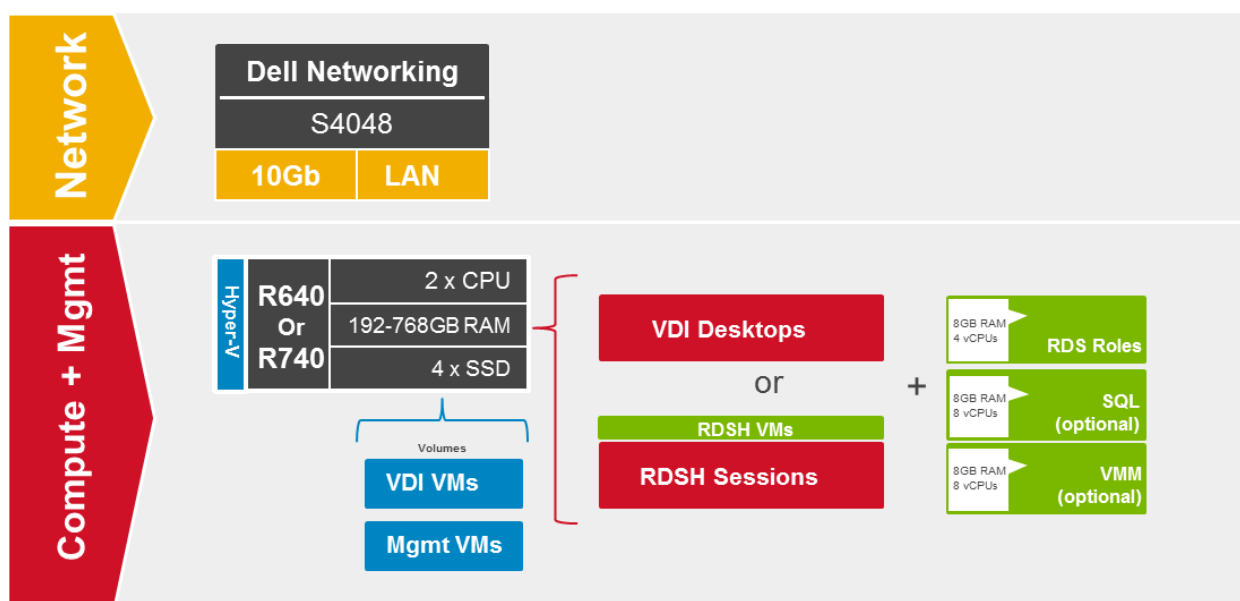 Network
Dell Networking
S4048
10Gb LAN
Compute + Mgmt
Hyper-V
R640
Or
R740
2 x CPU
192-768GB RAM
4 x SSD
Volumes
VDI VMs
Mgmt VMs
VDI Desktops
or
RDSH VMs
RDSH Sessions
+
8GB RAM
4 vCPUs
RDS Roles
8GB RAM
8 vCPUs
SQL
(optional)
8GB RAM
8 vCPUs
VMM
(optional)